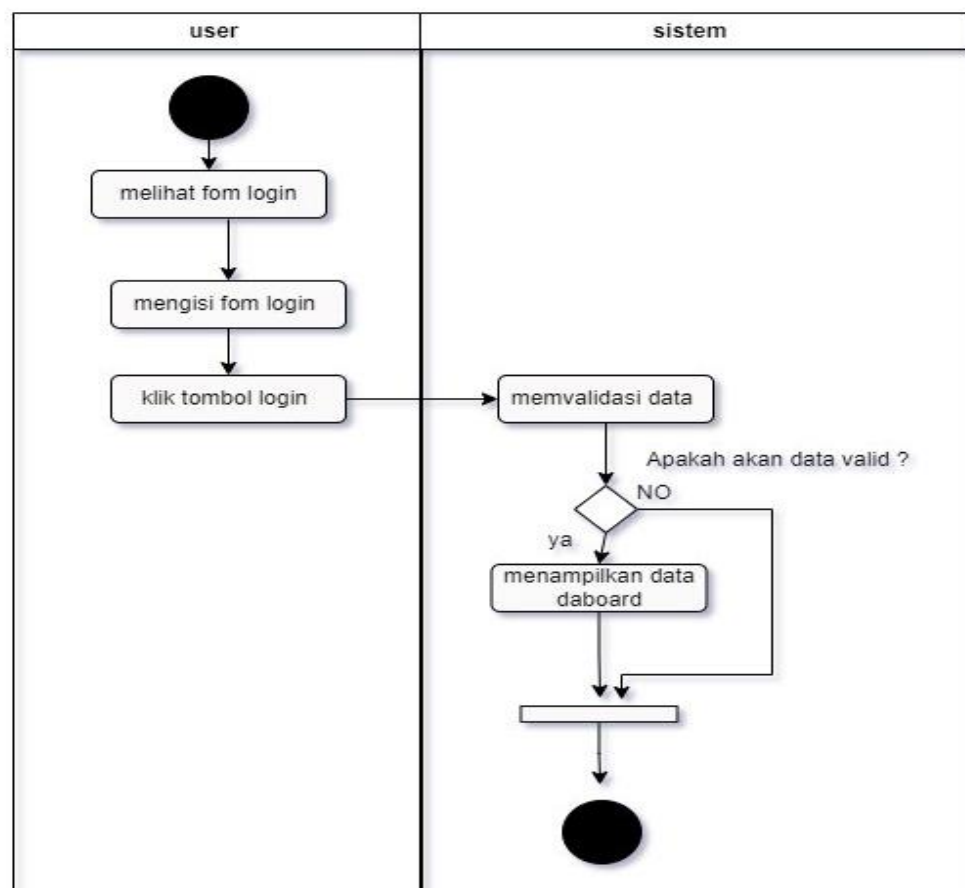 user
sistem
melihat fom login
mengisi fom login
klik tombol login
memvalidasi data
Apakah akan data valid ?
NO
ya
menampilkan data
daboard